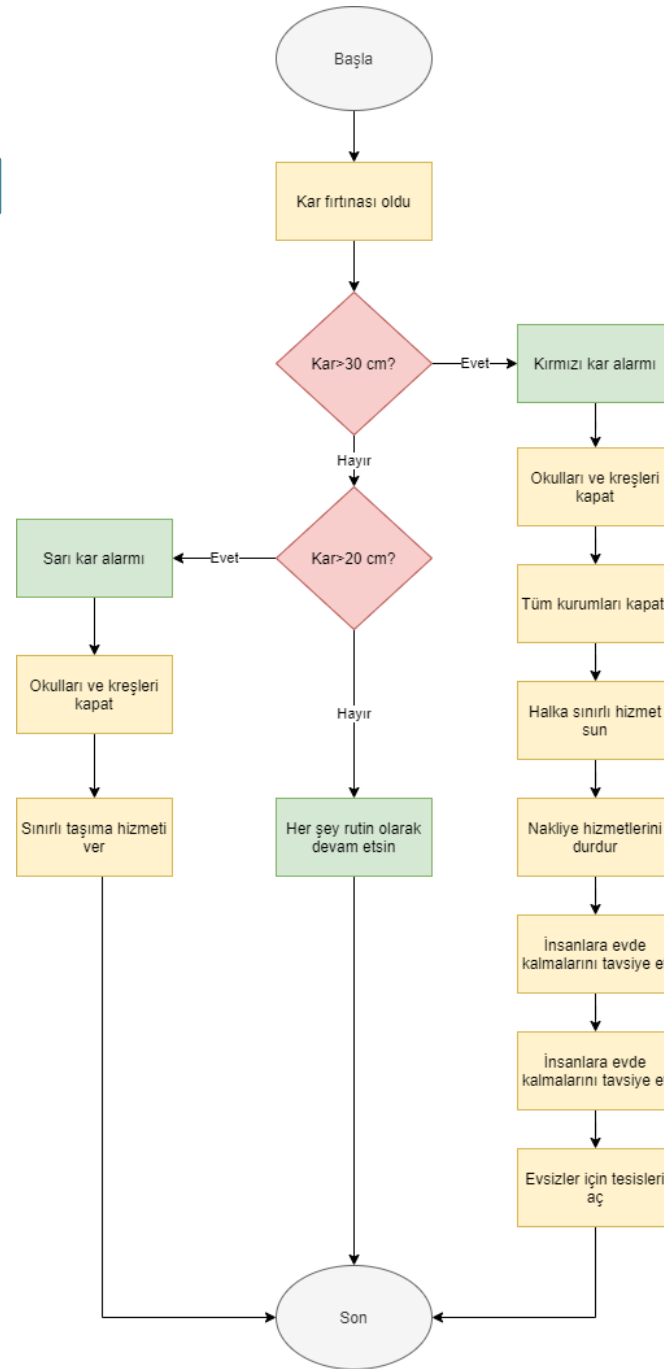 Başla
Kar fırtınası oldu
Kar>30 cm?
Evet
Kırmızı kar alarmı
Hayır
Okulları ve kreşleri
kapat
Kar>20 cm?
Evet
Sarı kar alarmı
Tüm kurumları kapat
Okulları ve kreşleri
kapat
Hayır
Halka sınırlı hizmet
sun
Sınırlı taşıma hizmeti
ver
Her şey rutin olarak
devam etsin
Nakliye hizmetlerini
durdur
İnsanlara evde
kalmalarını tavsiye
İnsanlara evde
kalmalarını tavsiye
Evsizler için tesisleri
aç
Son